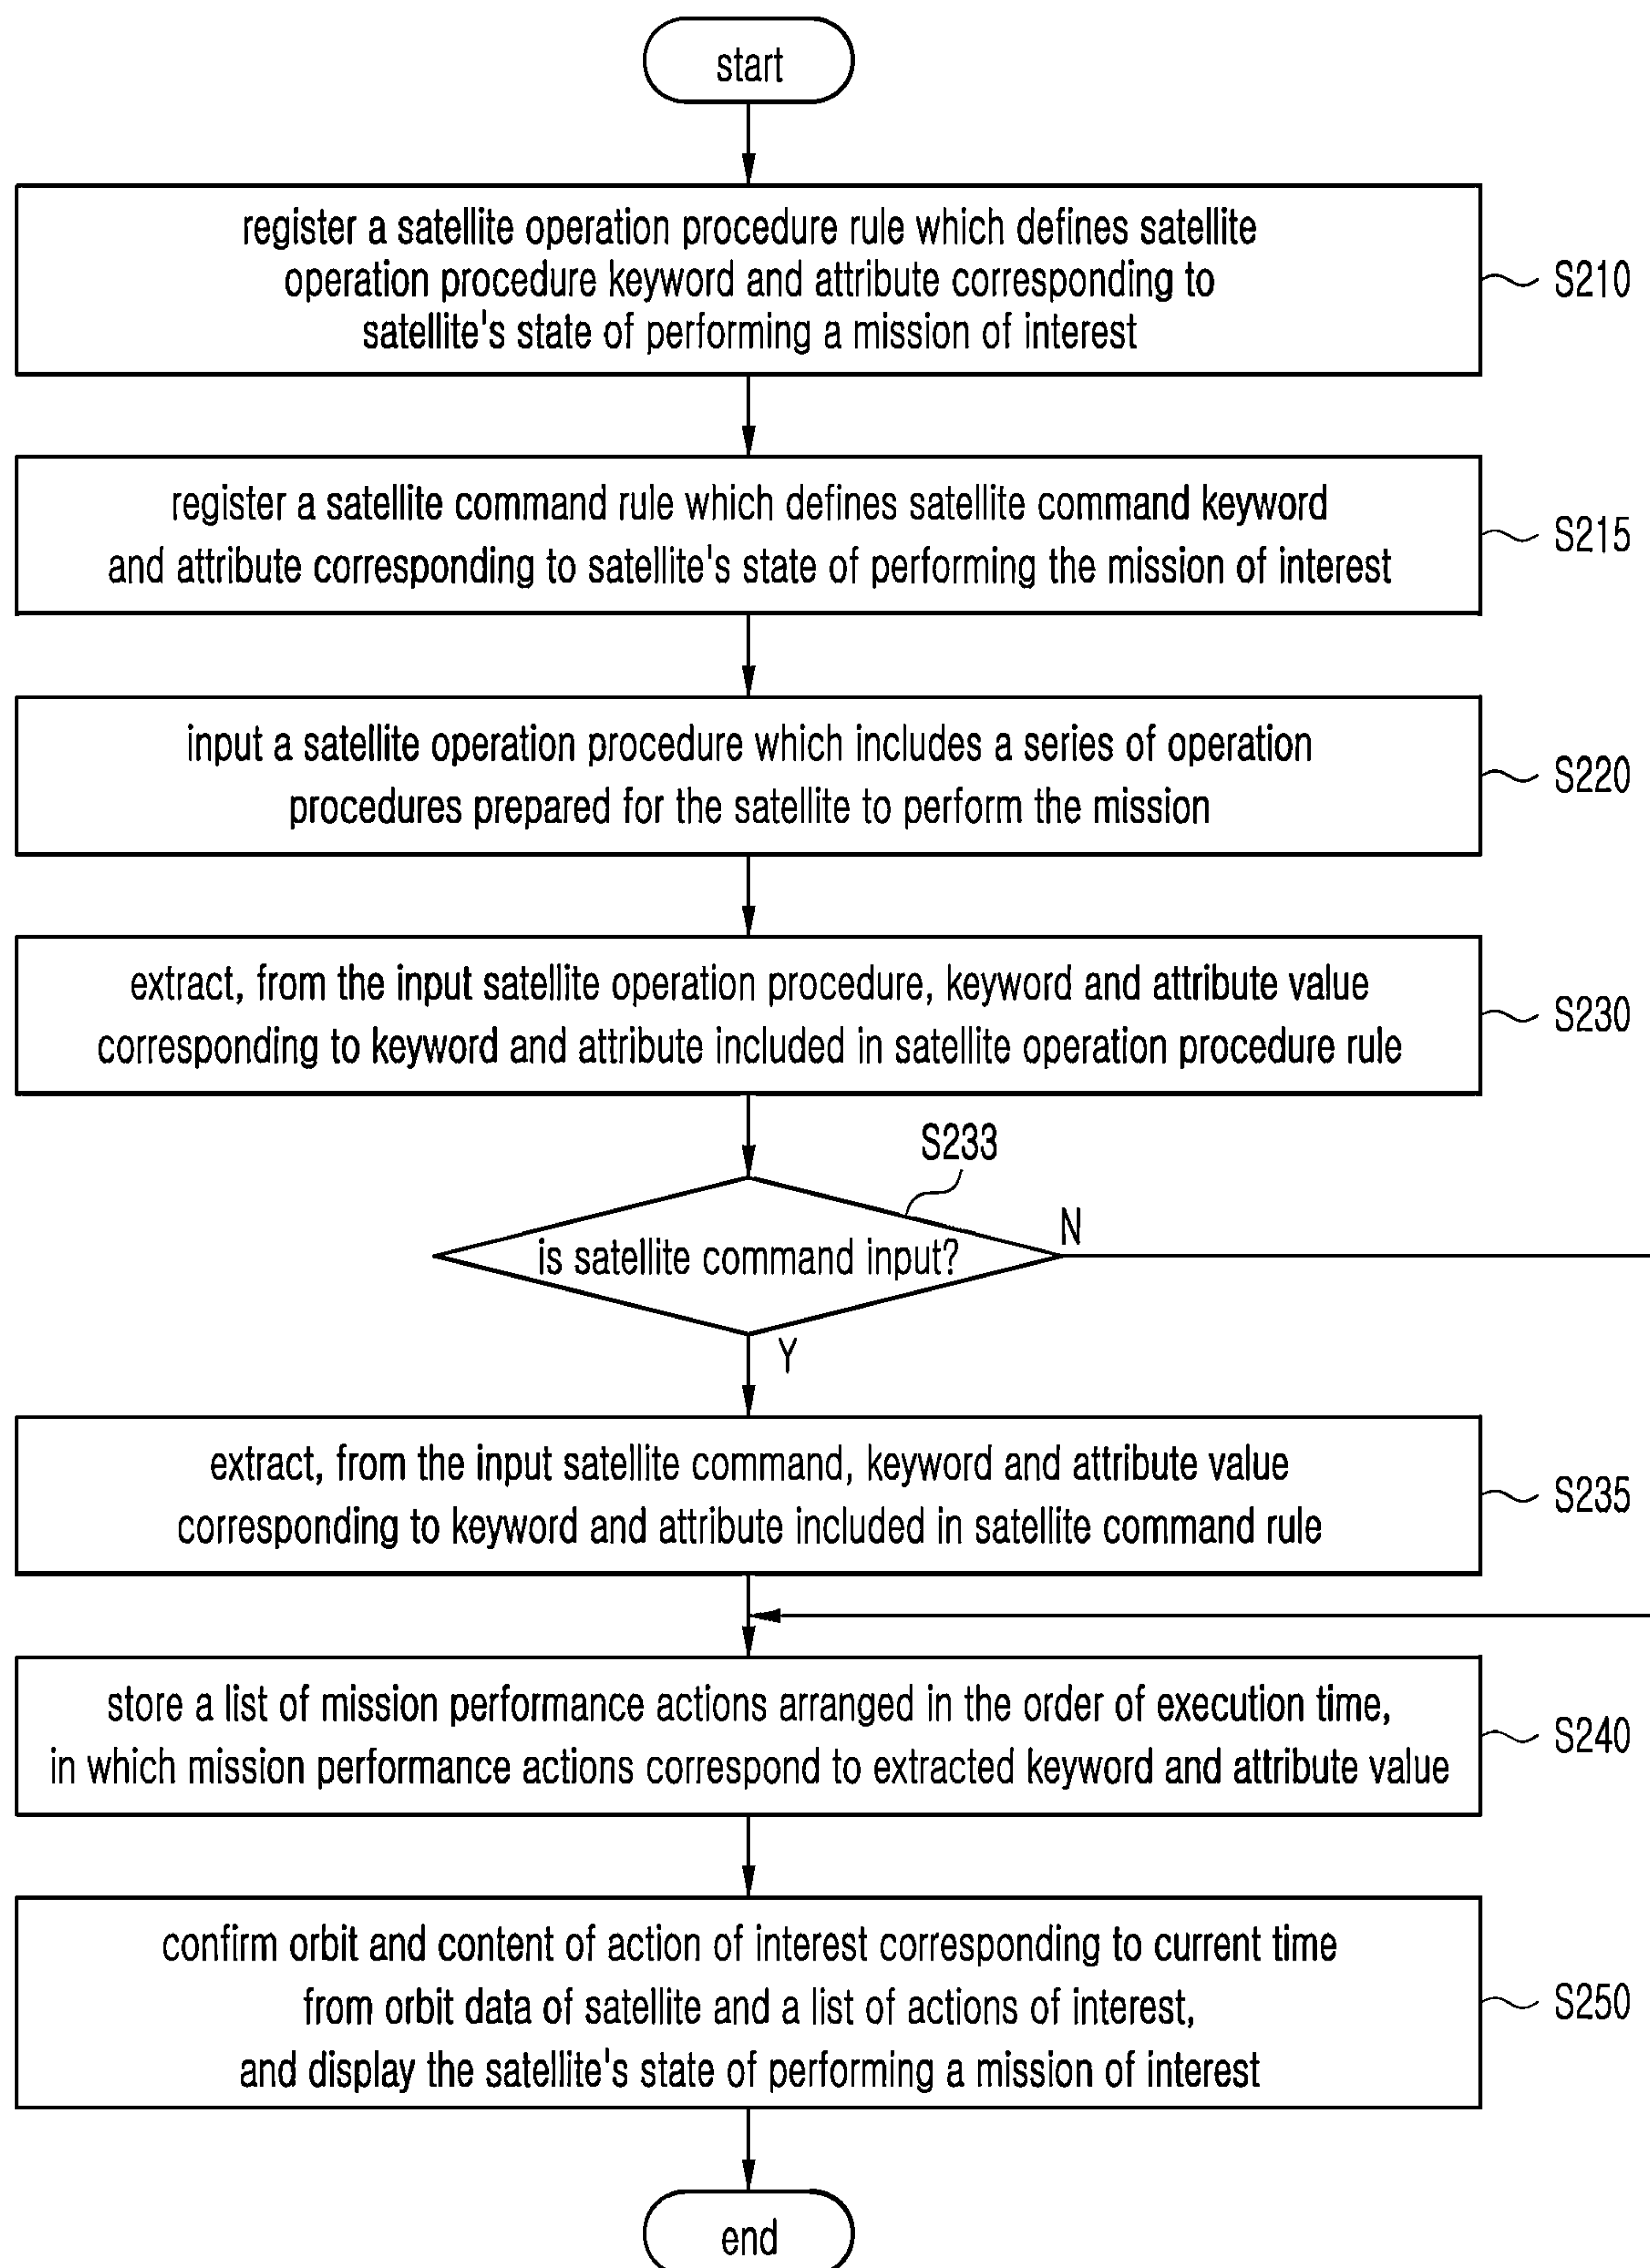 start
register a satellite operation procedure rule which defines satellite
operation procedure keyword and attribute corresponding to
satellite's state of performing a mission of interest
S210
register a satellite command rule which defines satellite command keyword
and attribute corresponding to satellite's state of performing the mission of interest
S215
input a satellite operation procedure which includes a series of operation
procedures prepared for the satellite to perform the mission
S220
extract, from the input satellite operation procedure, keyword and attribute value
corresponding to keyword and attribute included in satellite operation procedure rule
S230
S233
is satellite command input?
N
Y
extract, from the input satellite command, keyword and attribute value
corresponding to keyword and attribute included in satellite command rule
S235
store a list of mission performance actions arranged in the order of execution time,
in which mission performance actions correspond to extracted keyword and attribute value
S240
confirm orbit and content of action of interest corresponding to current time
from orbit data of satellite and a list of actions of interest,
and display the satellite's state of performing a mission of interest
S250
end